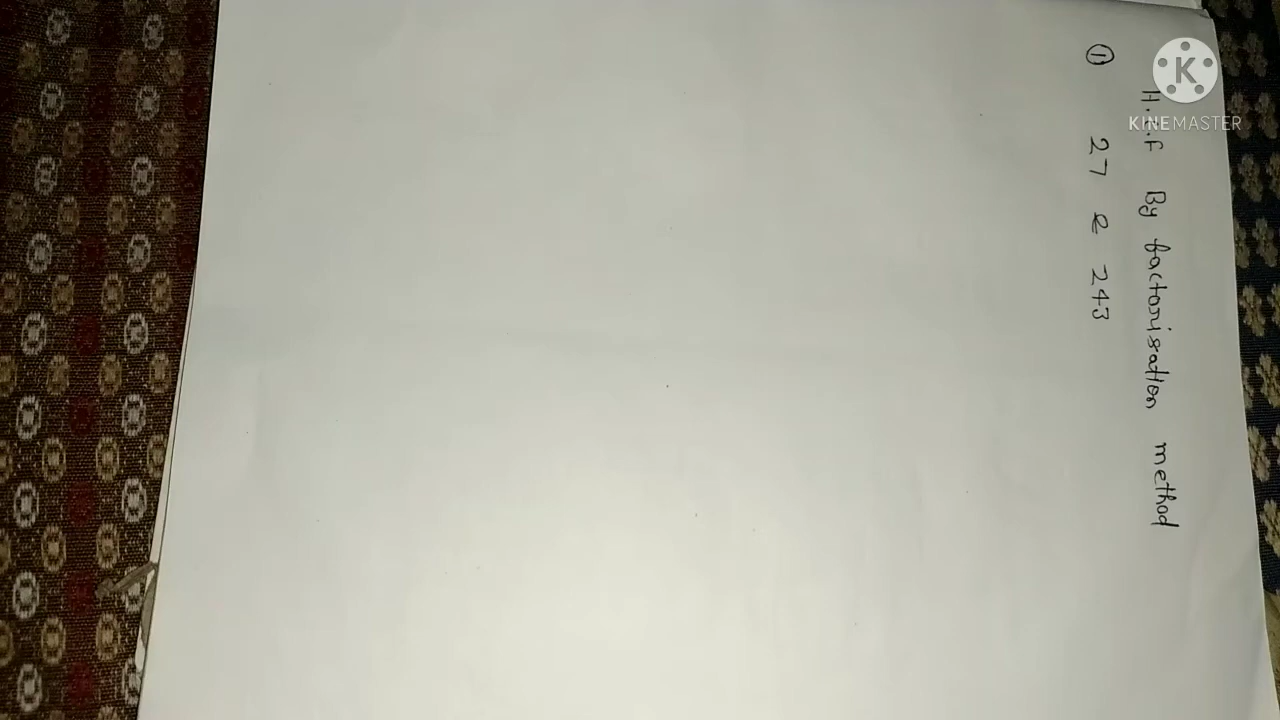 H.C.F By factorisation method
① 27 & 243
K
KINEMASTER